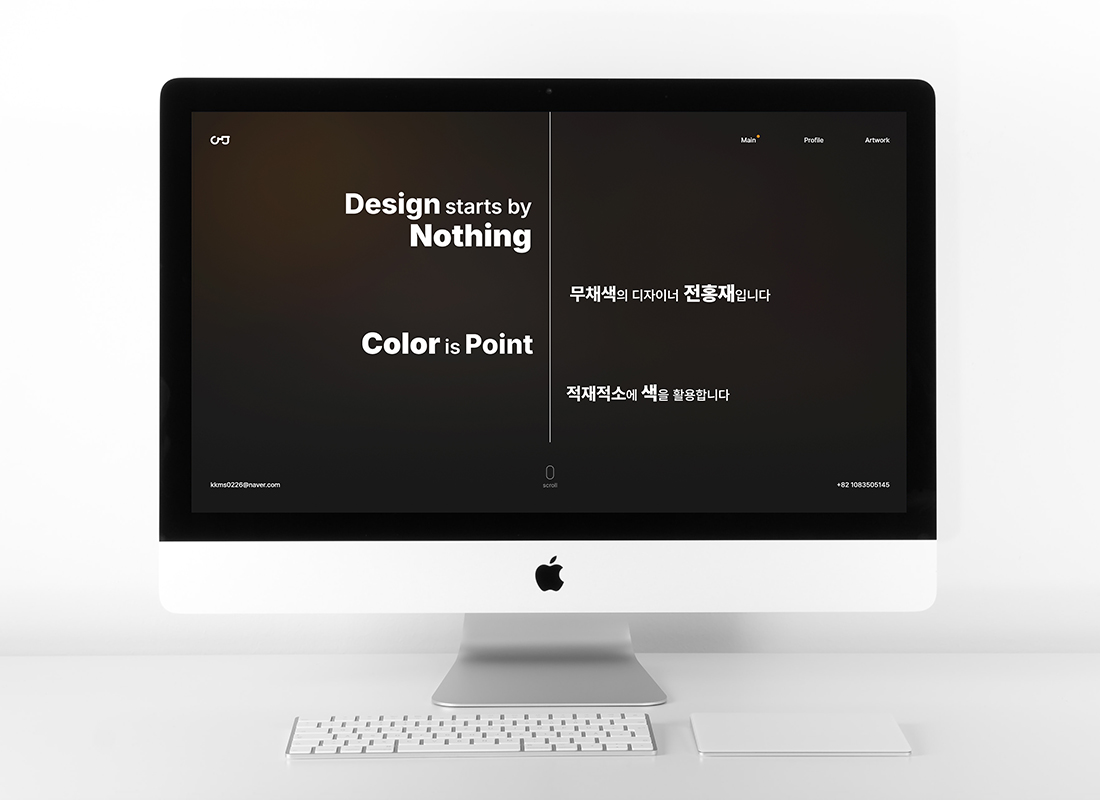 Main
Profile
Artwork
Design starts by
Nothing
무채색의 디자이너 전홍재입니다
Color is Point
적재적소에 색을 활용합니다
scroll
kkms0226@naver.com
+82 1083505145